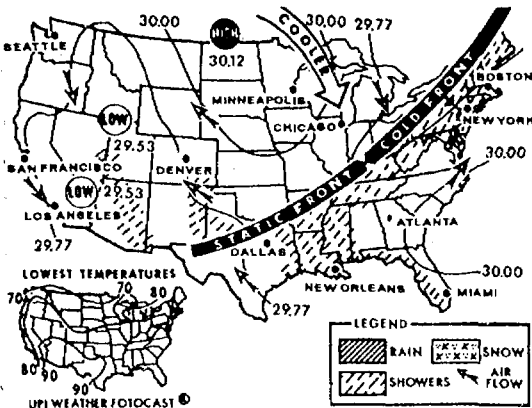 30.00
COOLER
30.00
29.77
SEATTLE
HIGH
30.12
BOSTON
MINNEAPOLIS
LOW
CHICAGO
COLD FRONT
NEW YORK
29.53
SAN FRANCISCO
DENVER
30.00
LOW
29.53
STATIC FRONT
LOS ANGELES
ATLANTA
29.77
DALLAS
LOWEST TEMPERATURES
30.00
70
70
80
NEW ORLEANS
MIAMI
29.77
LEGEND
RAIN
SNOW
SHOWERS
AIR FLOW
80
90
90
UPI WEATHER FOTOCAST ©